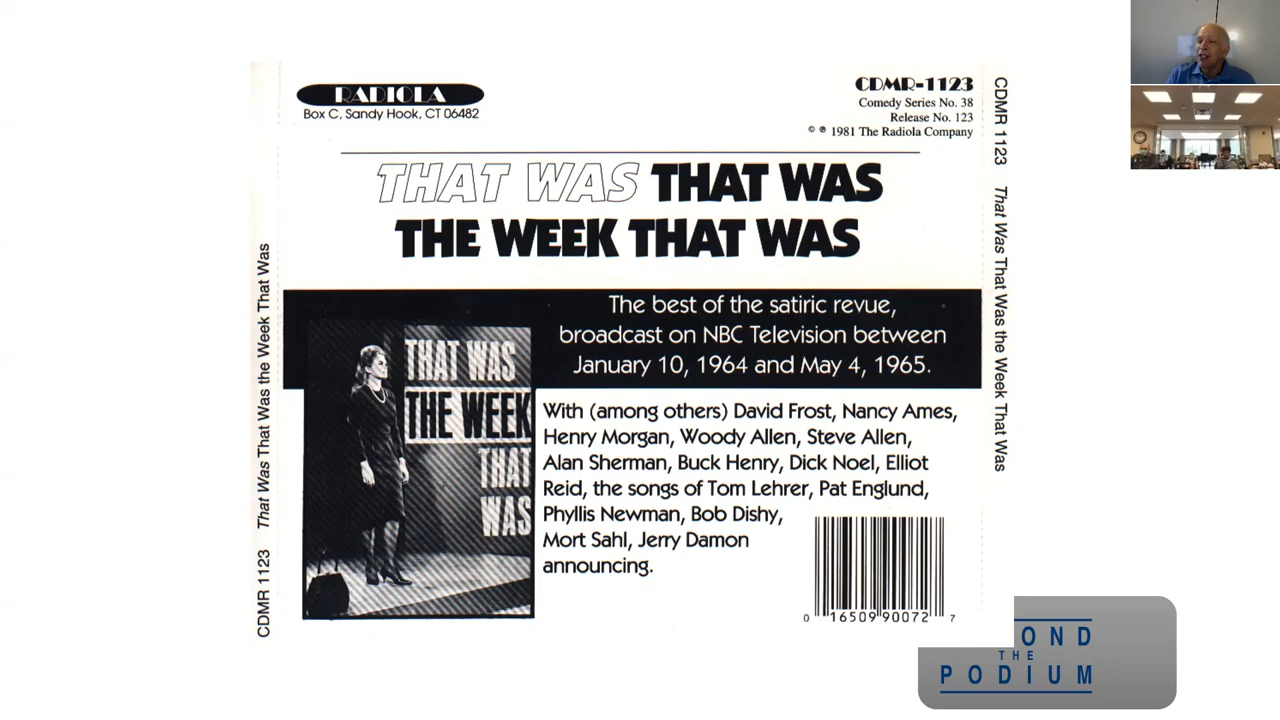 RADIOLA
Box C, Sandy Hook, CT 06482
CDMR-1123
Comedy Series No. 38
Release No. 123
© ℗ 1981 The Radiola Company
THAT WAS THAT WAS
THE WEEK THAT WAS
The best of the satiric revue,
broadcast on NBC Television between
January 10, 1964 and May 4, 1965.
THAT WAS
THE WEEK
THAT
WAS
With (among others) David Frost, Nancy Ames,
Henry Morgan, Woody Allen, Steve Allen,
Alan Sherman, Buck Henry, Dick Noel, Elliot
Reid, the songs of Tom Lehrer, Pat Englund,
Phyllis Newman, Bob Dishy,
Mort Sahl, Jerry Damon
announcing.
0 16509 90072 7
CDMR 1123 That Was That Was the Week That Was
CDMR 1123 That Was That Was the Week That Was
OND
THE
PODIUM